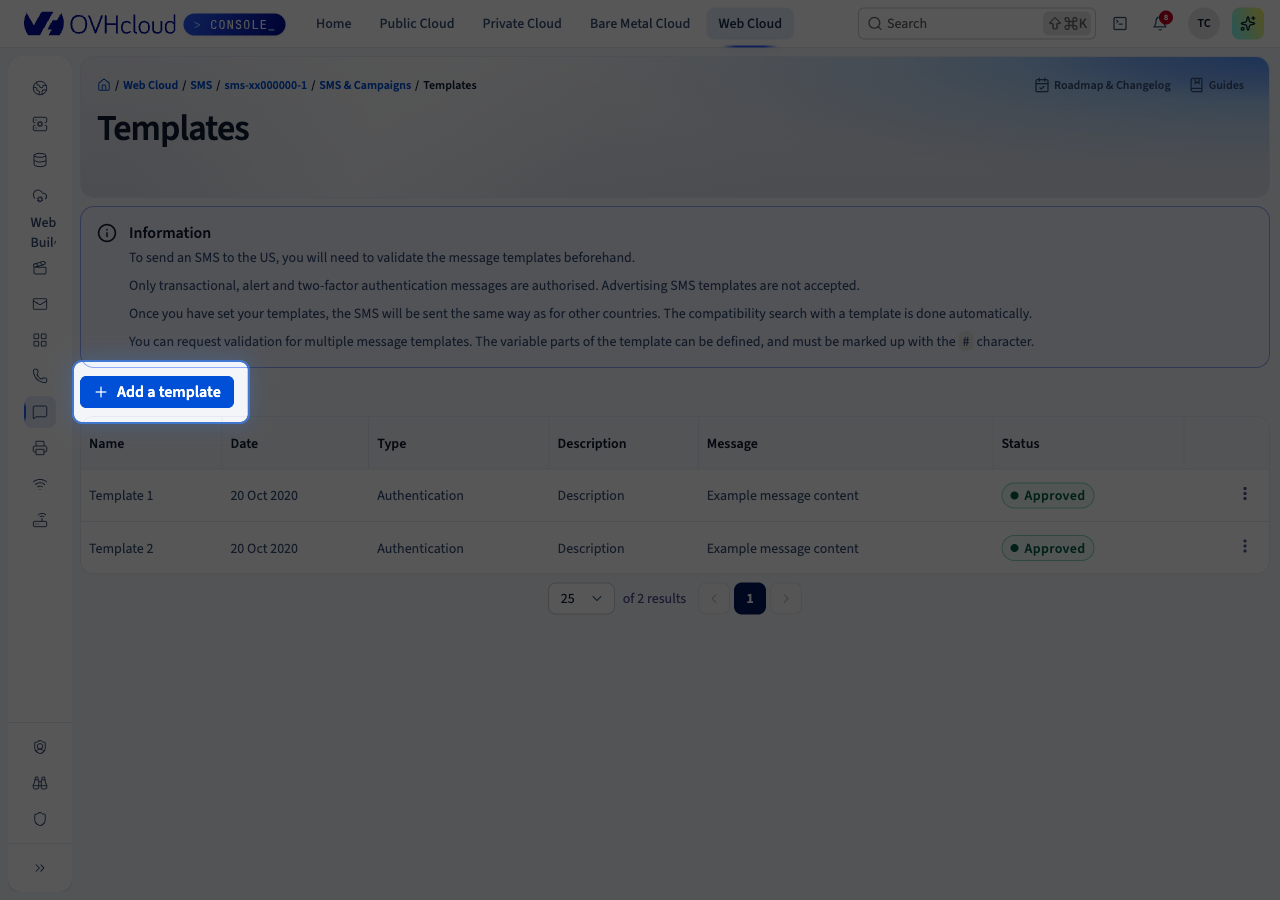 OVHcloud > CONSOLE_ Home Public Cloud Private Cloud Bare Metal Cloud Web Cloud Search ⇧⌘K 8 TC
/ Web Cloud / SMS / sms-xx000000-1 / SMS & Campaigns / Templates Roadmap & Changelog Guides
Templates
Web
Buil
Information
To send an SMS to the US, you will need to validate the message templates beforehand.
Only transactional, alert and two-factor authentication messages are authorised. Advertising SMS templates are not accepted.
Once you have set your templates, the SMS will be sent the same way as for other countries. The compatibility search with a template is done automatically.
You can request validation for multiple message templates. The variable parts of the template can be defined, and must be marked up with the # character.
+ Add a template
Name Date Type Description Message Status
Template 1 20 Oct 2020 Authentication Description Example message content Approved
Template 2 20 Oct 2020 Authentication Description Example message content Approved
25 of 2 results 1